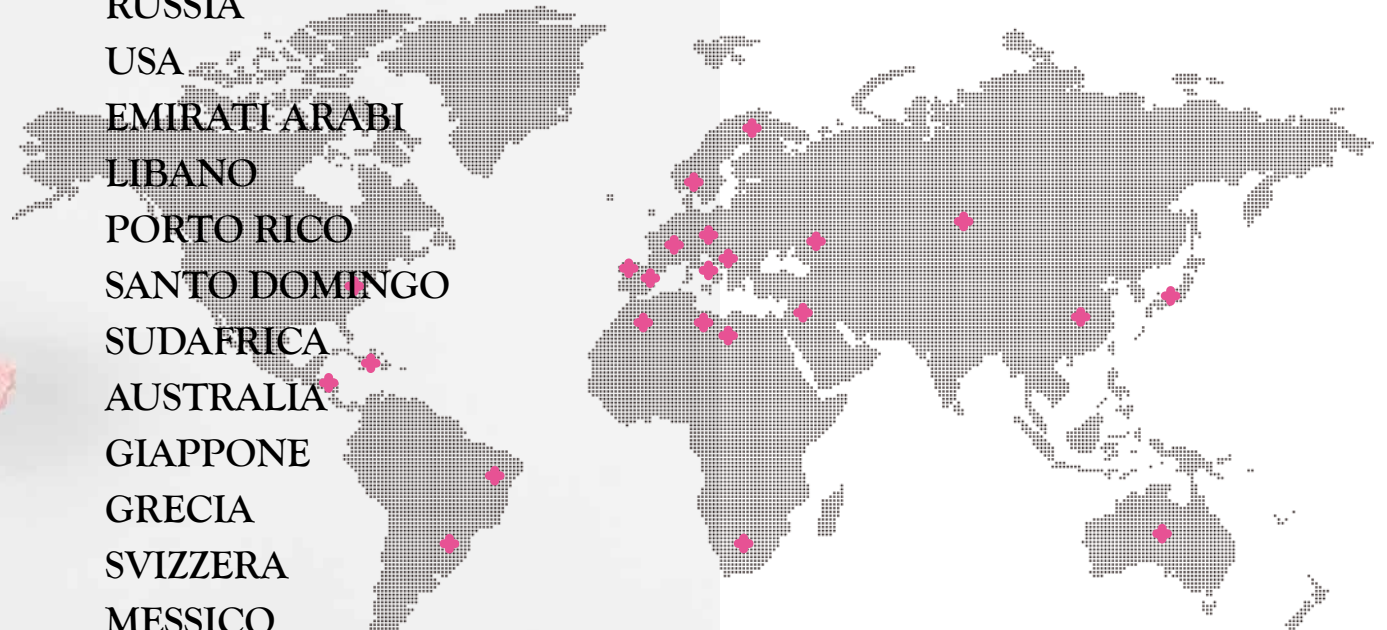 RUSSIA
USA
EMIRATI ARABI
LIBANO
PORTO RICO
SANTO DOMINGO
SUDAFRICA
AUSTRALIA
GIAPPONE
GRECIA
SVIZZERA
MESSICO